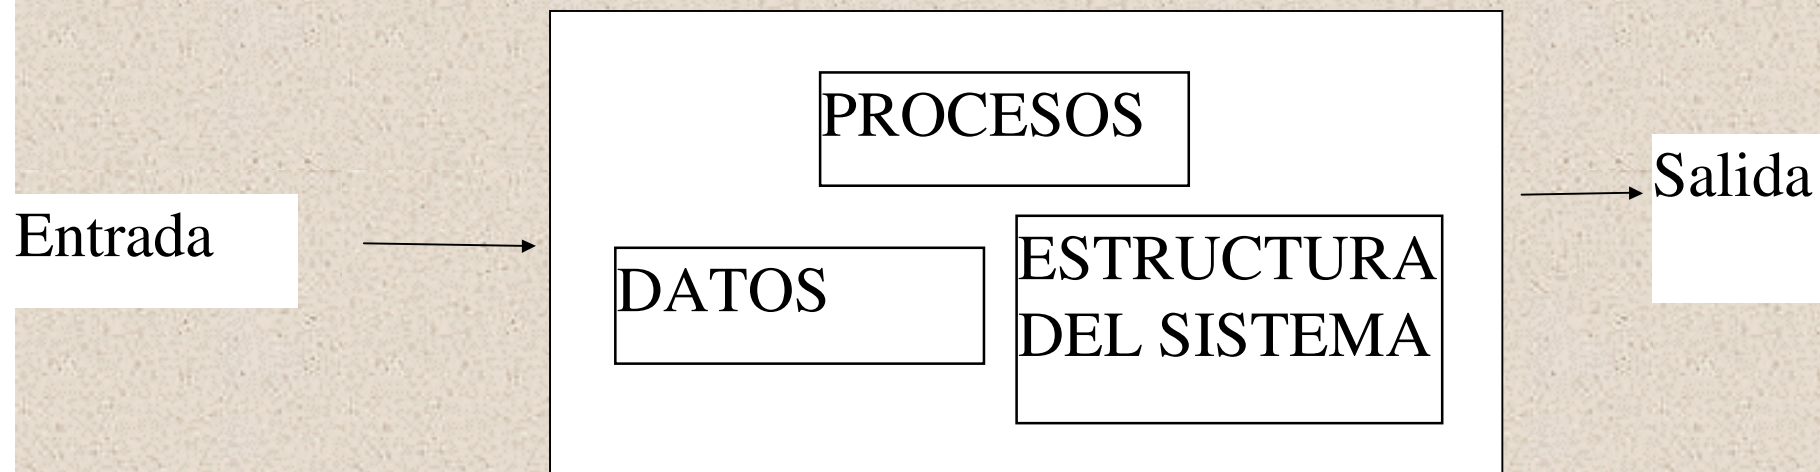 PROCESOS
Salida
Entrada
ESTRUCTURA
DEL SISTEMA
DATOS